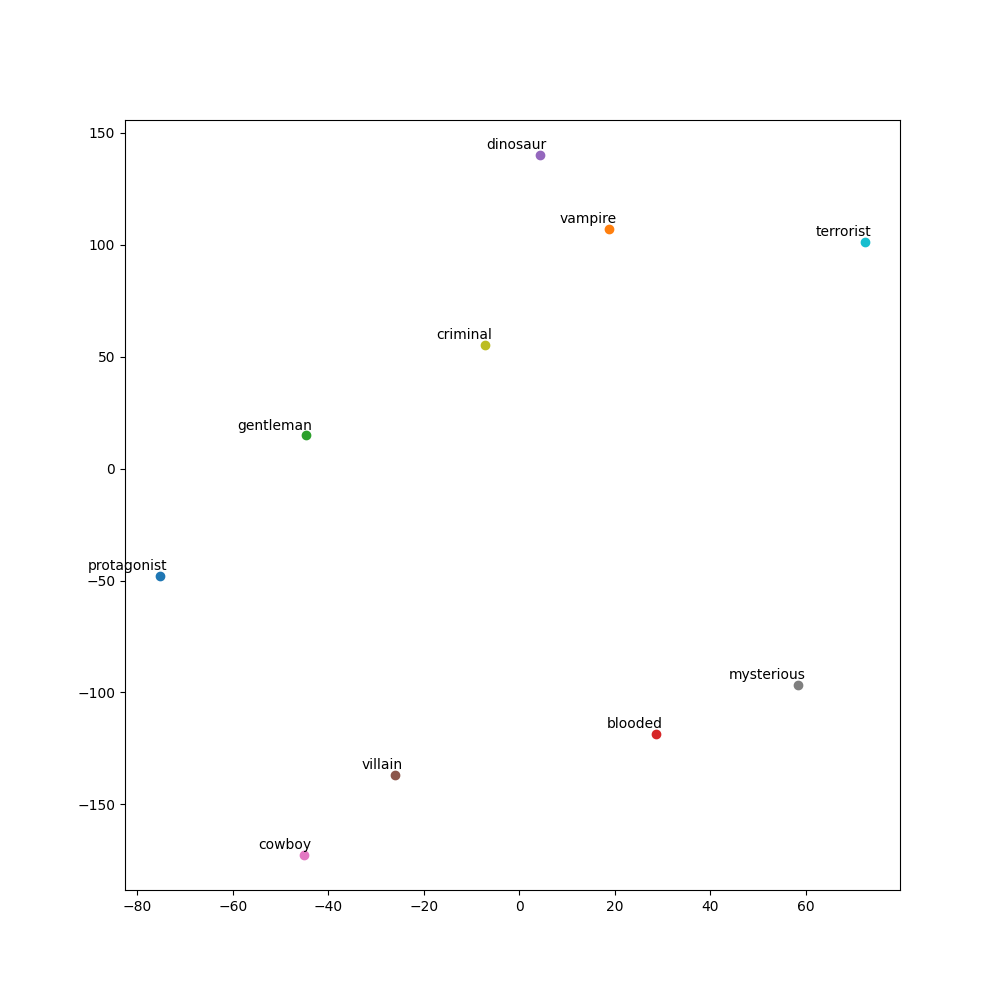 150
dinosaur
vampire
terrorist
100
criminal
50
gentleman
0
protagonist
−50
mysterious
−100
blooded
villain
−150
cowboy
−80 −60 −40 −20 0 20 40 60